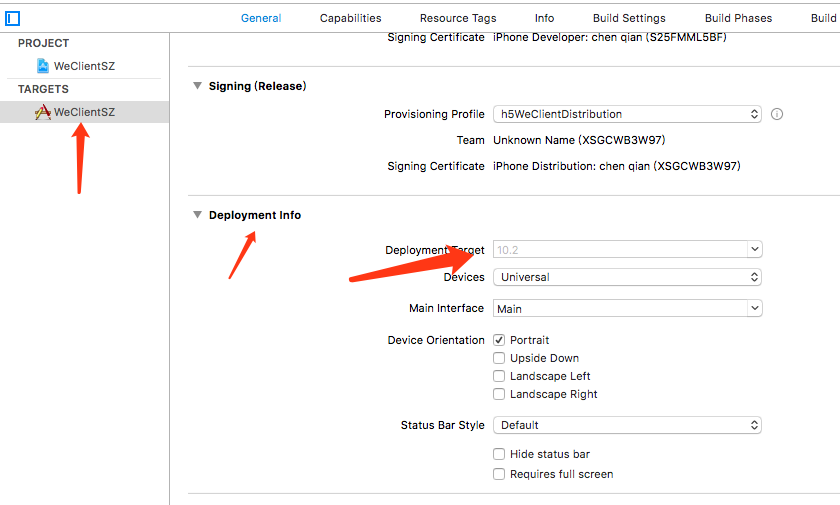 General Capabilities Resource Tags Info Build Settings Build Phases Build
PROJECT
WeClientSZ
TARGETS
WeClientSZ
Signing Certificate iPhone Developer: chen qian (S25FMML5BF)
Signing (Release)
Provisioning Profile h5WeClientDistribution
Team Unknown Name (XSGCWB3W97)
Signing Certificate iPhone Distribution: chen qian (XSGCWB3W97)
Deployment Info
Deployment Target 10.2
Devices Universal
Main Interface Main
Device Orientation Portrait
Upside Down
Landscape Left
Landscape Right
Status Bar Style Default
Hide status bar
Requires full screen